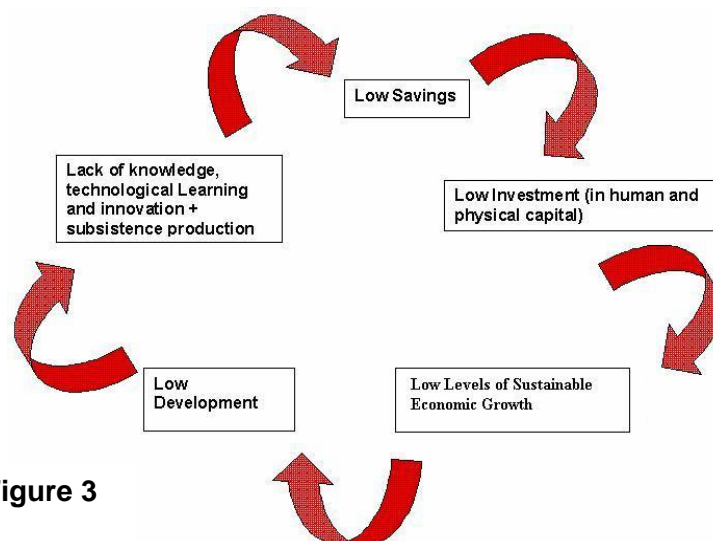 Low Savings
Lack of knowledge,
technological Learning
and innovation +
subsistence production
Low Investment (in human and
physical capital)
Low
Development
Low Levels of Sustainable
Economic Growth
igure 3